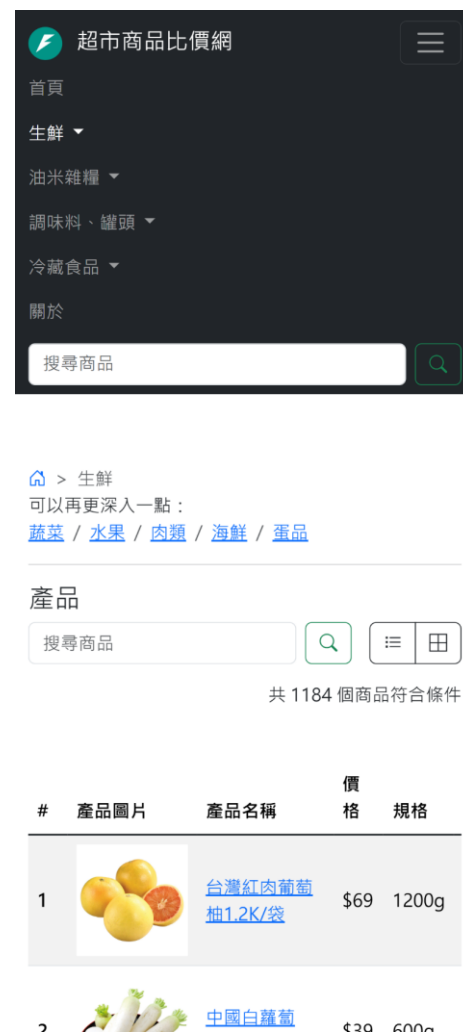 超市商品比價網
首頁
生鮮
油米雜糧
調味料、罐頭
冷藏食品
關於
搜尋商品
> 生鮮
可以再更深入一點：
蔬菜 / 水果 / 肉類 / 海鮮 / 蛋品
產品
搜尋商品
共 1184 個商品符合條件
# 產品圖片 產品名稱 價格 規格
1 台灣紅肉葡萄柚1.2K/袋 $69 1200g
2 中國白蘿蔔 $39 600g